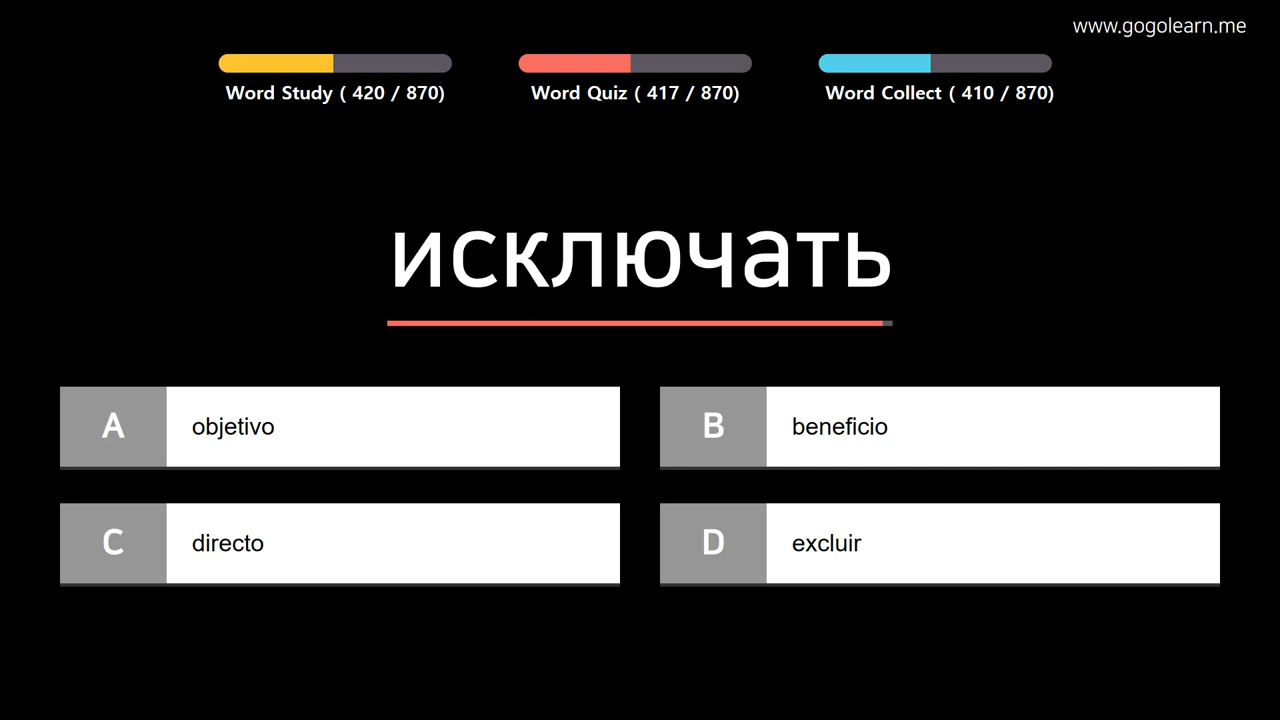 www.gogolearn.me
Word Study ( 420 / 870)
Word Quiz ( 417 / 870)
Word Collect ( 410 / 870)
исключать
A objetivo
B beneficio
C directo
D excluir